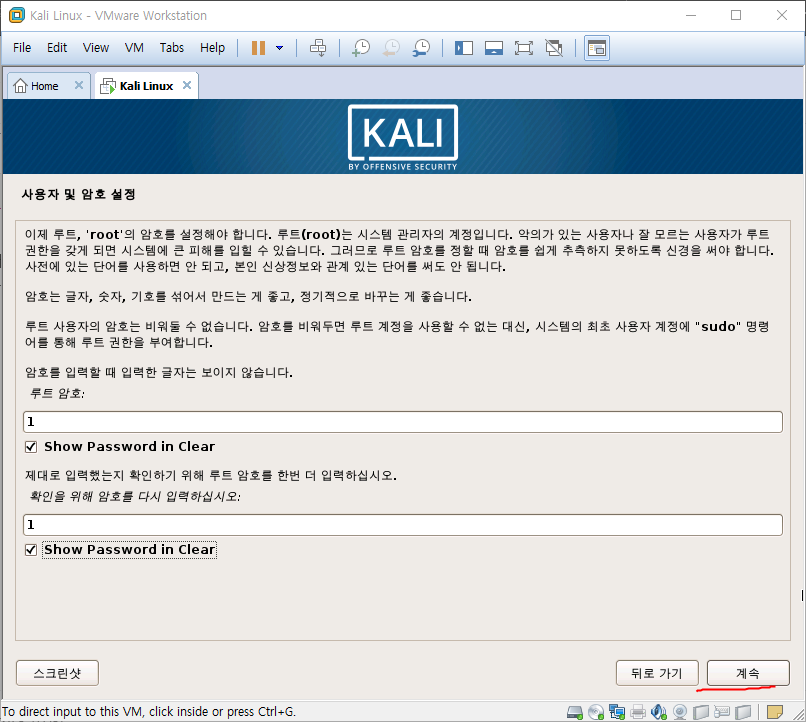 Kali Linux - VMware Workstation
File Edit View VM Tabs Help
Home Kali Linux
KALI
BY OFFENSIVE SECURITY
사용자 및 암호 설정
이제 루트, 'root'의 암호를 설정해야 합니다. 루트(root)는 시스템 관리자의 계정입니다. 악의가 있는 사용자나 잘 모르는 사용자가 루트
권한을 갖게 되면 시스템에 큰 피해를 입힐 수 있습니다. 그러므로 루트 암호를 정할 때 암호를 쉽게 추측하지 못하도록 신경을 써야 합니다.
사전에 있는 단어를 사용하면 안 되고, 본인 신상정보와 관계 있는 단어를 써도 안 됩니다.
암호는 글자, 숫자, 기호를 섞어서 만드는 게 좋고, 정기적으로 바꾸는 게 좋습니다.
루트 사용자의 암호는 비워둘 수 없습니다. 암호를 비워두면 루트 계정을 사용할 수 없는 대신, 시스템의 최초 사용자 계정에 "sudo" 명령
어를 통해 루트 권한을 부여합니다.
암호를 입력할 때 입력한 글자는 보이지 않습니다.
루트 암호:
1
Show Password in Clear
제대로 입력했는지 확인하기 위해 루트 암호를 한번 더 입력하십시오.
확인을 위해 암호를 다시 입력하십시오:
1
Show Password in Clear
스크린샷 뒤로 가기 계속
To direct input to this VM, click inside or press Ctrl+G.